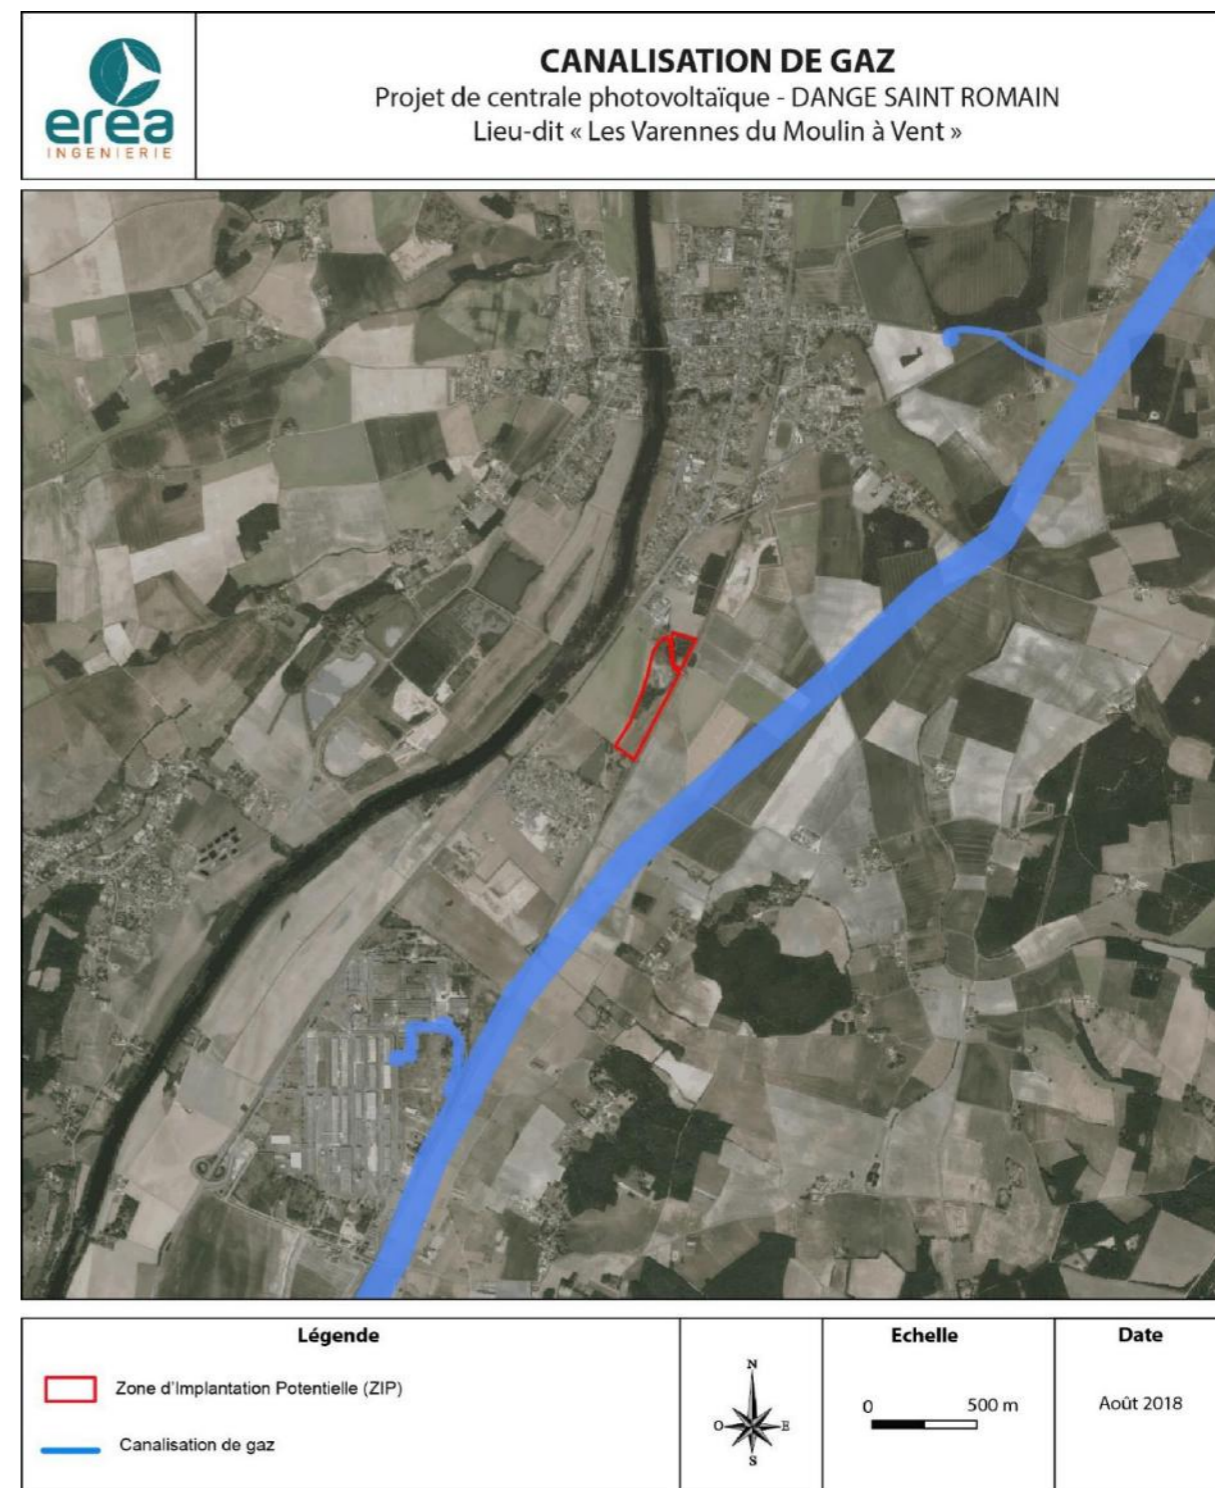 erea
INGENIERIE
CANALISATION DE GAZ
Projet de centrale photovoltaïque - DANGE SAINT ROMAIN
Lieu-dit « Les Varennes du Moulin à Vent »
Légende
Zone d'Implantation Potentielle (ZIP)
Canalisation de gaz
N
O
E
S
Echelle
0 500 m
Date
Août 2018